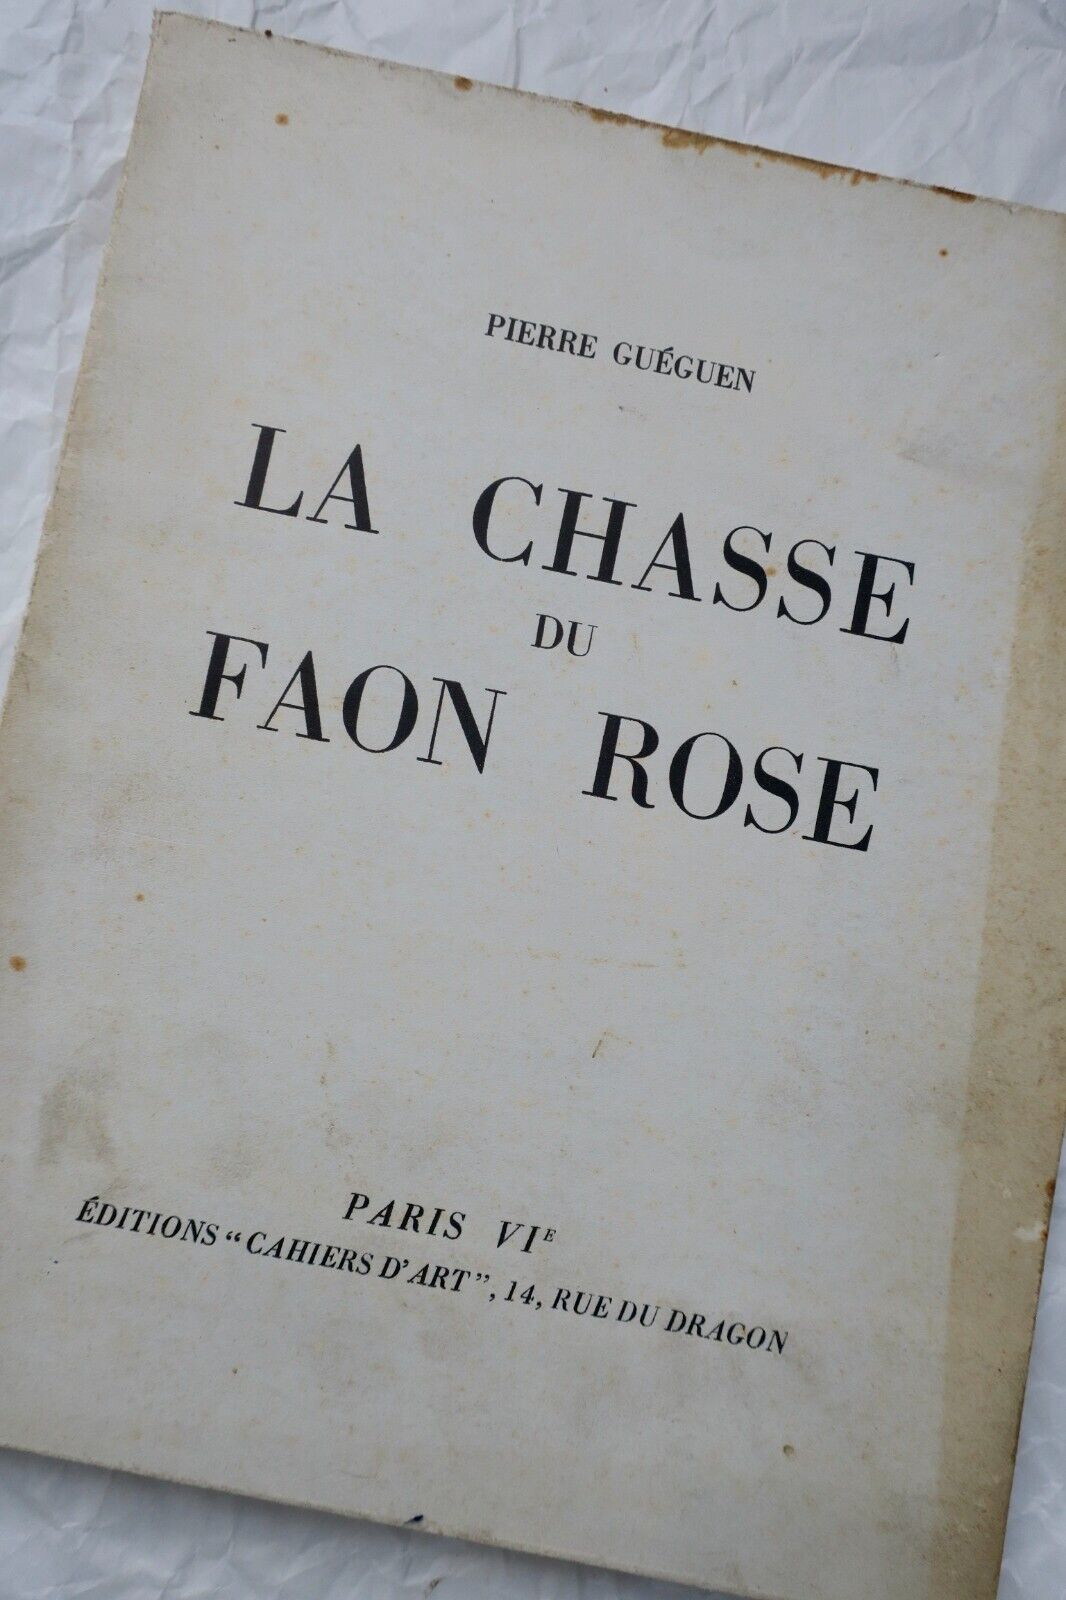 PIERRE GUÉGUEN
LA CHASSE
DU
FAON ROSE
PARIS VIE
ÉDITIONS "CAHIERS D'ART", 14, RUE DU DRAGON